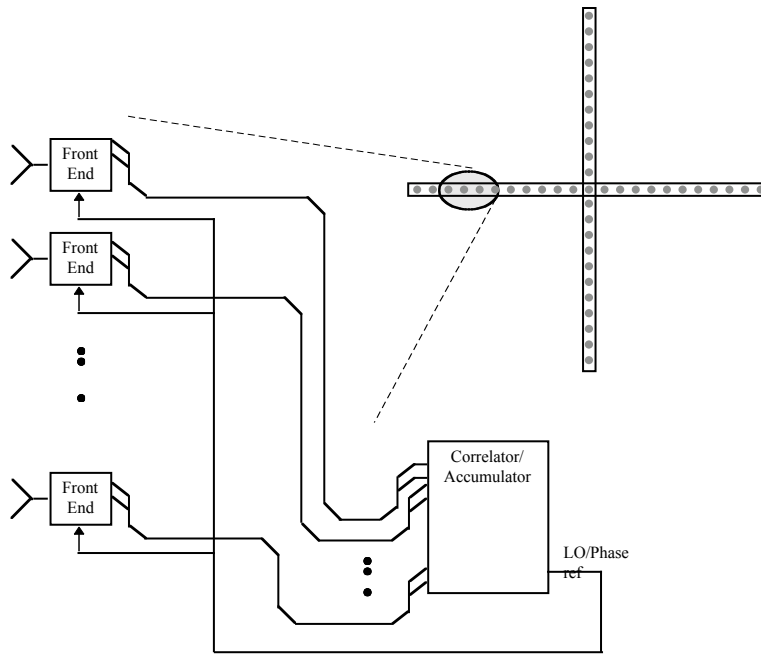 Front
End
Front
End
Front
End
Correlator/
Accumulator
LO/Phase
ref